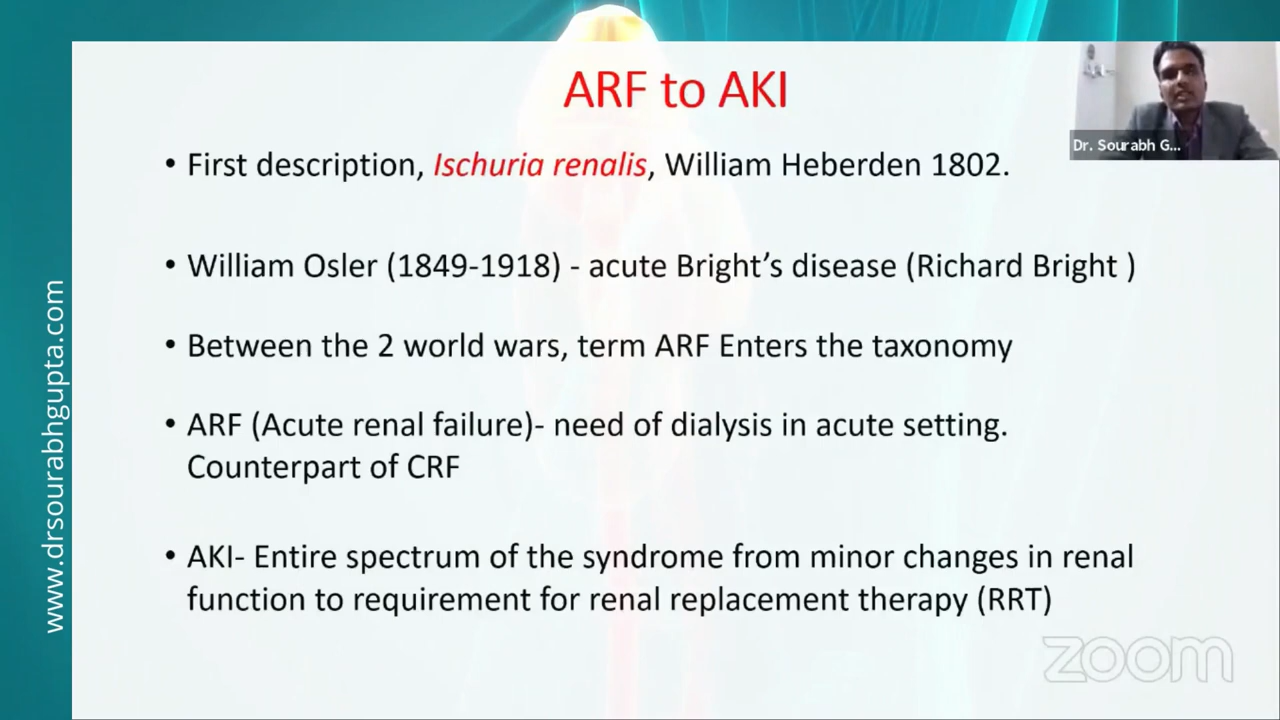 ARF to AKI
Dr. Sourabh G...
• First description, Ischuria renalis, William Heberden 1802.
• William Osler (1849-1918) - acute Bright's disease (Richard Bright )
• Between the 2 world wars, term ARF Enters the taxonomy
• ARF (Acute renal failure)- need of dialysis in acute setting.
Counterpart of CRF
• AKI- Entire spectrum of the syndrome from minor changes in renal
function to requirement for renal replacement therapy (RRT)
www.drsourabhgupta.com
zoom